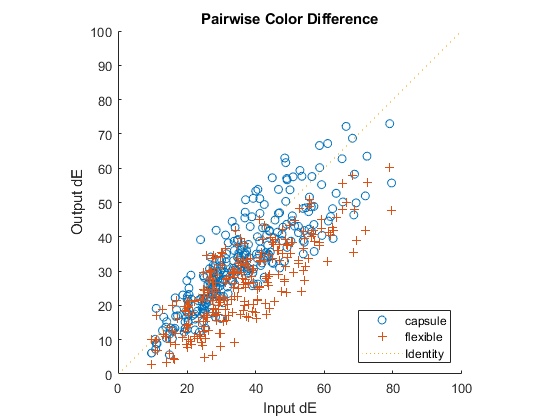 Pairwise Color Difference
Output dE
100
90
80
70
60
50
40
30
20
10
0
0 20 40 60 80 100
Input dE
capsule
flexible
Identity